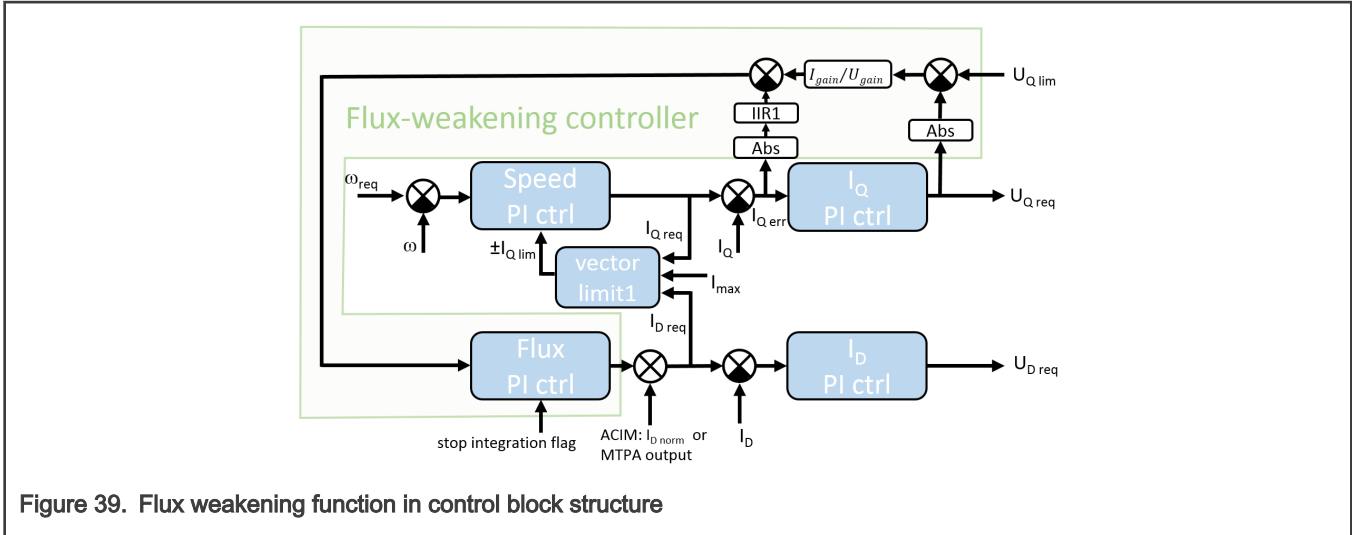 U_Q lim
I_gain/U_gain
IIR1
Abs
Abs
Flux-weakening controller
ω_req
Speed
PI ctrl
I_Q
PI ctrl
U_Q req
I_Q err
I_Q req
I_Q
ω
±I_Q lim
vector
limit1
I_max
I_D req
Flux
PI ctrl
I_D
PI ctrl
U_D req
stop integration flag
ACIM: I_D norm or
MTPA output
I_D
Figure 39. Flux weakening function in control block structure